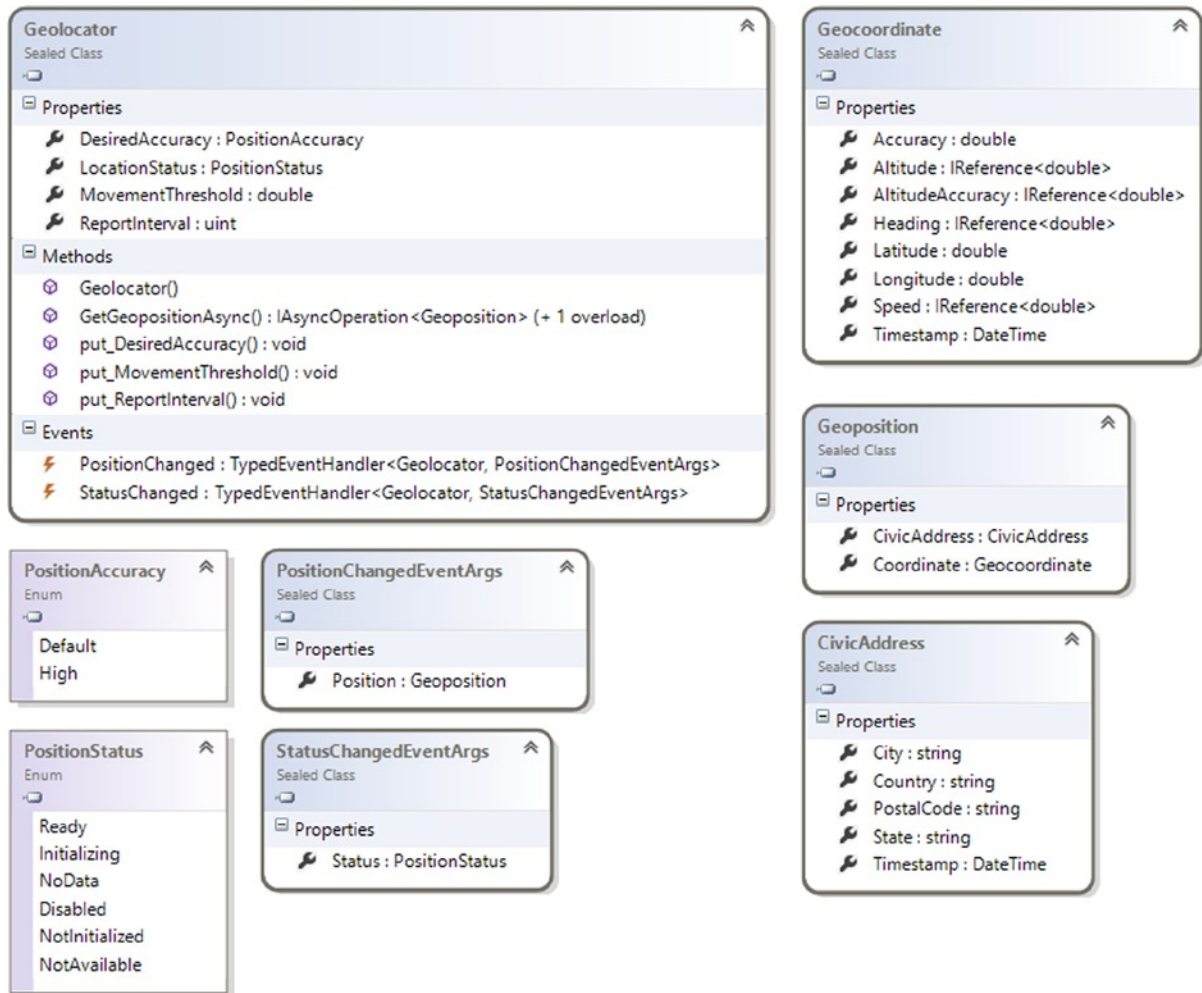 Geolocator
Sealed Class
Properties
DesiredAccuracy : PositionAccuracy
LocationStatus : PositionStatus
MovementThreshold : double
ReportInterval : uint
Methods
Geolocator()
GetGeopositionAsync() : IAsyncOperation<Geoposition> (+ 1 overload)
put_DesiredAccuracy() : void
put_MovementThreshold() : void
put_ReportInterval() : void
Events
PositionChanged : TypedEventHandler<Geolocator, PositionChangedEventArgs>
StatusChanged : TypedEventHandler<Geolocator, StatusChangedEventArgs>
Geocoordinate
Sealed Class
Properties
Accuracy : double
Altitude : IReference<double>
AltitudeAccuracy : IReference<double>
Heading : IReference<double>
Latitude : double
Longitude : double
Speed : IReference<double>
Timestamp : DateTime
Geoposition
Sealed Class
Properties
CivicAddress : CivicAddress
Coordinate : Geocoordinate
PositionAccuracy
Enum
Default
High
PositionChangedEventArgs
Sealed Class
Properties
Position : Geoposition
CivicAddress
Sealed Class
Properties
City : string
Country : string
PostalCode : string
State : string
Timestamp : DateTime
PositionStatus
Enum
Ready
Initializing
NoData
Disabled
NotInitialized
NotAvailable
StatusChangedEventArgs
Sealed Class
Properties
Status : PositionStatus